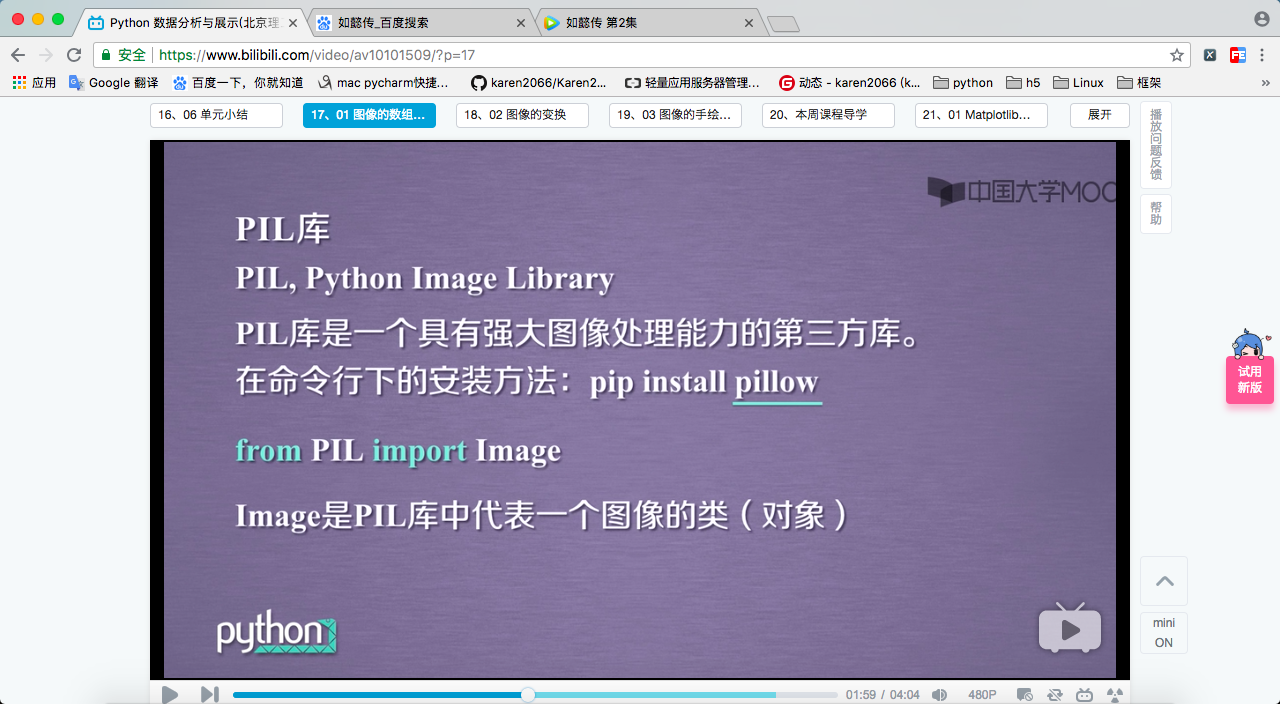 Python 数据分析与展示(北京理
如懿传_百度搜索
如懿传 第2集
安全 https://www.bilibili.com/video/av10101509/?p=17
应用 Google 翻译 百度一下，你就知道 mac pycharm快捷... karen2066/Karen2... 轻量应用服务器管理... 动态 - karen2066 (k... python h5 Linux 框架 »
16、06 单元小结 17、01 图像的数组... 18、02 图像的变换 19、03 图像的手绘... 20、本周课程导学 21、01 Matplotlib... 展开
播放问题反馈
帮助
中国大学MOOC
PIL库
PIL, Python Image Library
PIL库是一个具有强大图像处理能力的第三方库。
在命令行下的安装方法：pip install pillow
from PIL import Image
Image是PIL库中代表一个图像的类（对象）
python
试用
新版
mini
ON
01:59 / 04:04 480P